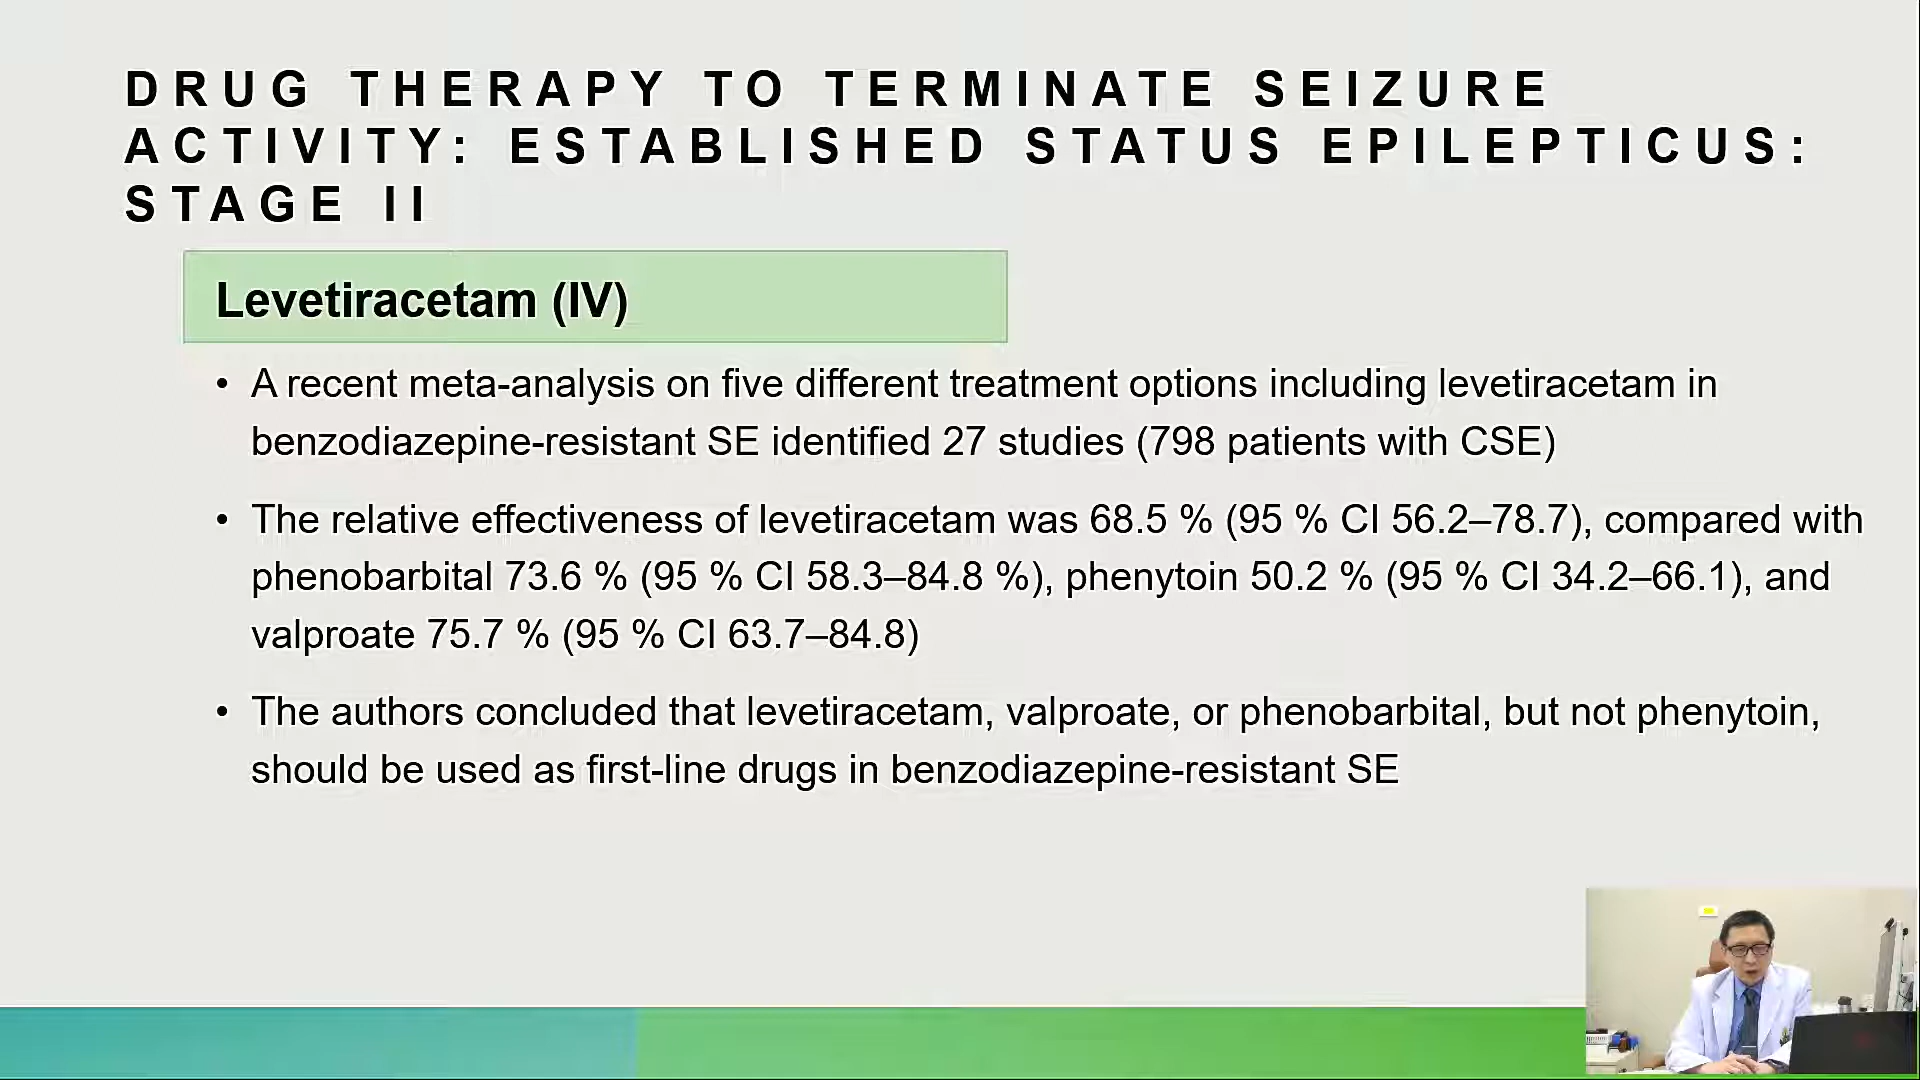 DRUG THERAPY TO TERMINATE SEIZURE
ACTIVITY: ESTABLISHED STATUS EPILEPTICUS:
STAGE II
Levetiracetam (IV)
• A recent meta-analysis on five different treatment options including levetiracetam in
benzodiazepine-resistant SE identified 27 studies (798 patients with CSE)
• The relative effectiveness of levetiracetam was 68.5 % (95 % CI 56.2–78.7), compared with
phenobarbital 73.6 % (95 % CI 58.3–84.8 %), phenytoin 50.2 % (95 % CI 34.2–66.1), and
valproate 75.7 % (95 % CI 63.7–84.8)
• The authors concluded that levetiracetam, valproate, or phenobarbital, but not phenytoin,
should be used as first-line drugs in benzodiazepine-resistant SE